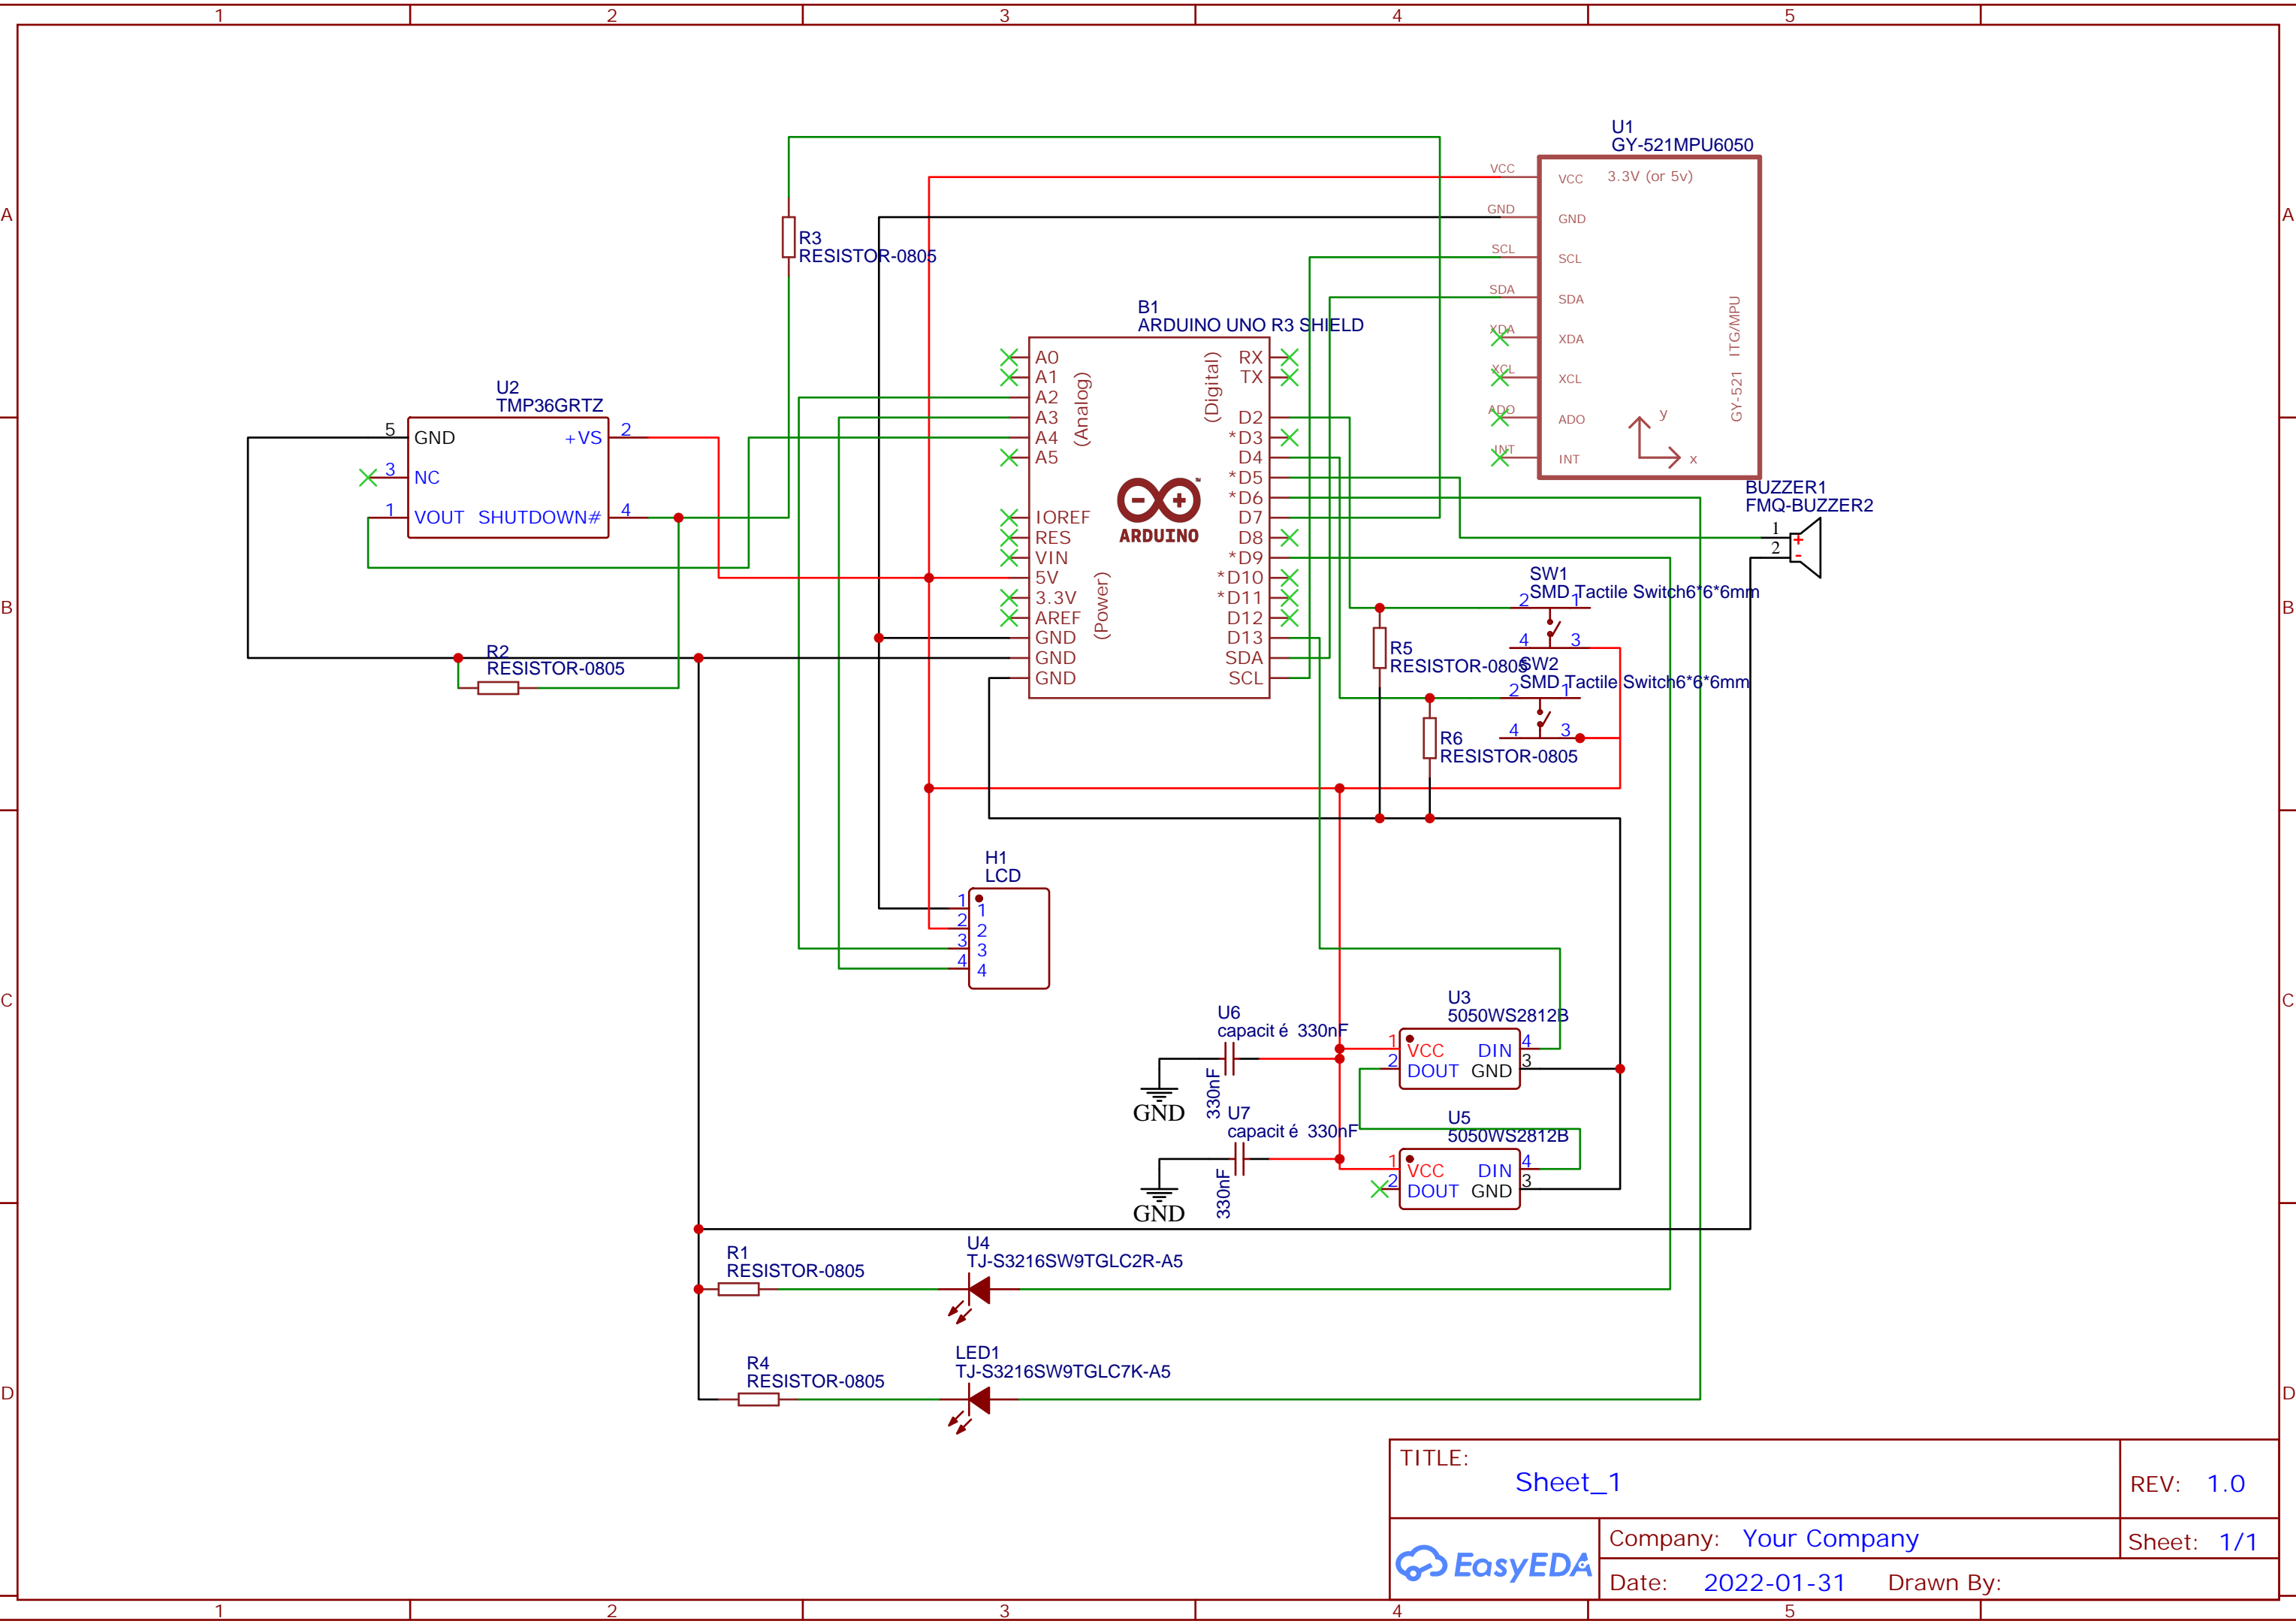 1 2 3 4 5
A A
B B
C C
D D
U1
GY-521MPU6050
VCC VCC 3.3V (or 5v)
GND GND
SCL SCL
SDA SDA
XDA XDA
XCL XCL
ADO ADO
INT INT
GY-521 ITG/MPU
y
x
R3
RESISTOR-0805
B1
ARDUINO UNO R3 SHIELD
A0 RX
A1 TX
A2
A3 D2
A4 *D3
A5 D4
*D5
*D6
IOREF D7
RES D8
VIN *D9
5V *D10
3.3V *D11
AREF D12
GND D13
GND SDA
GND SCL
(Analog)
(Digital)
(Power)
ARDUINO
U2
TMP36GRTZ
5 GND +VS 2
3 NC
1 VOUT SHUTDOWN# 4
R2
RESISTOR-0805
BUZZER1
FMQ-BUZZER2
1 +
2 -
SW1
SMD Tactile Switch6*6*6mm
2 1
4 3
R5
RESISTOR-0805
SW2
SMD Tactile Switch6*6*6mm
2 1
4 3
R6
RESISTOR-0805
H1
LCD
1 1
2 2
3 3
4 4
U6
capacité 330nF
330nF
GND
U3
5050WS2812B
1 VCC DIN 4
2 DOUT GND 3
U7
capacité 330nF
330nF
GND
U5
5050WS2812B
1 VCC DIN 4
2 DOUT GND 3
R1
RESISTOR-0805
U4
TJ-S3216SW9TGLC2R-A5
R4
RESISTOR-0805
LED1
TJ-S3216SW9TGLC7K-A5
TITLE:
Sheet_1
REV: 1.0
EasyEDA
Company: Your Company
Sheet: 1/1
Date: 2022-01-31 Drawn By:
1 2 3 4 5